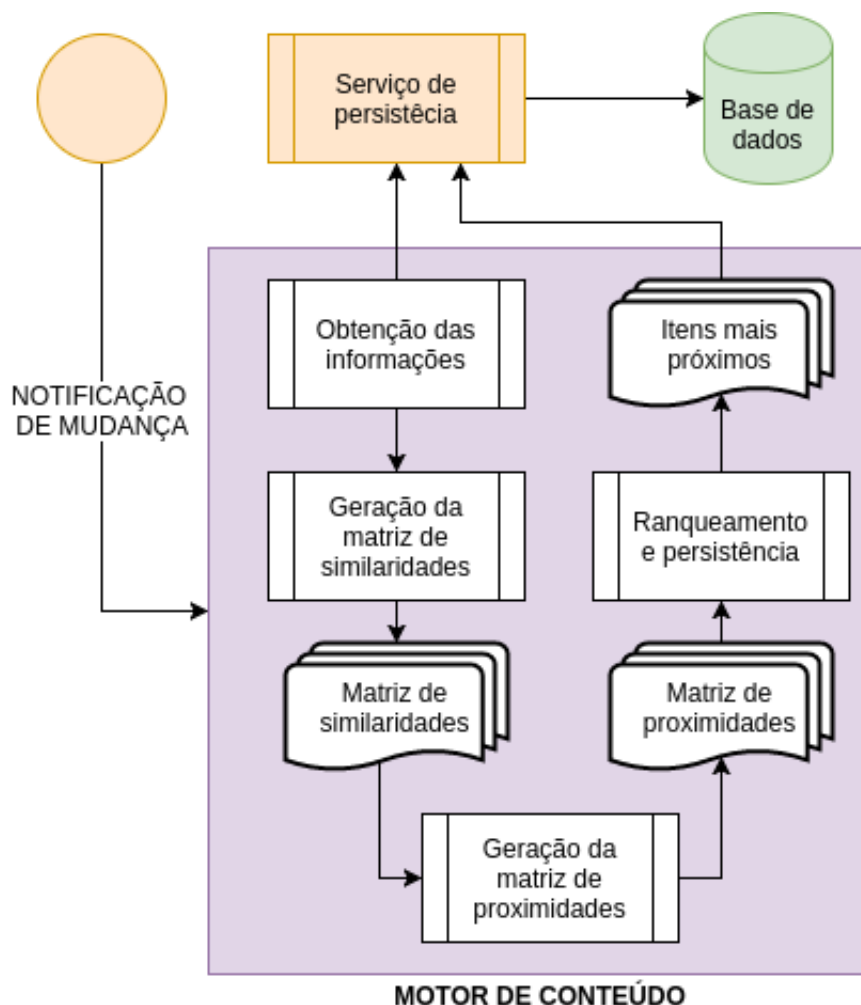 Serviço de
persistêcia
Base de
dados
NOTIFICAÇÃO
DE MUDANÇA
Obtenção das
informações
Itens mais
próximos
Geração da
matriz de
similaridades
Ranqueamento
e persistência
Matriz de
similaridades
Matriz de
proximidades
Geração da
matriz de
proximidades
MOTOR DE CONTEÚDO